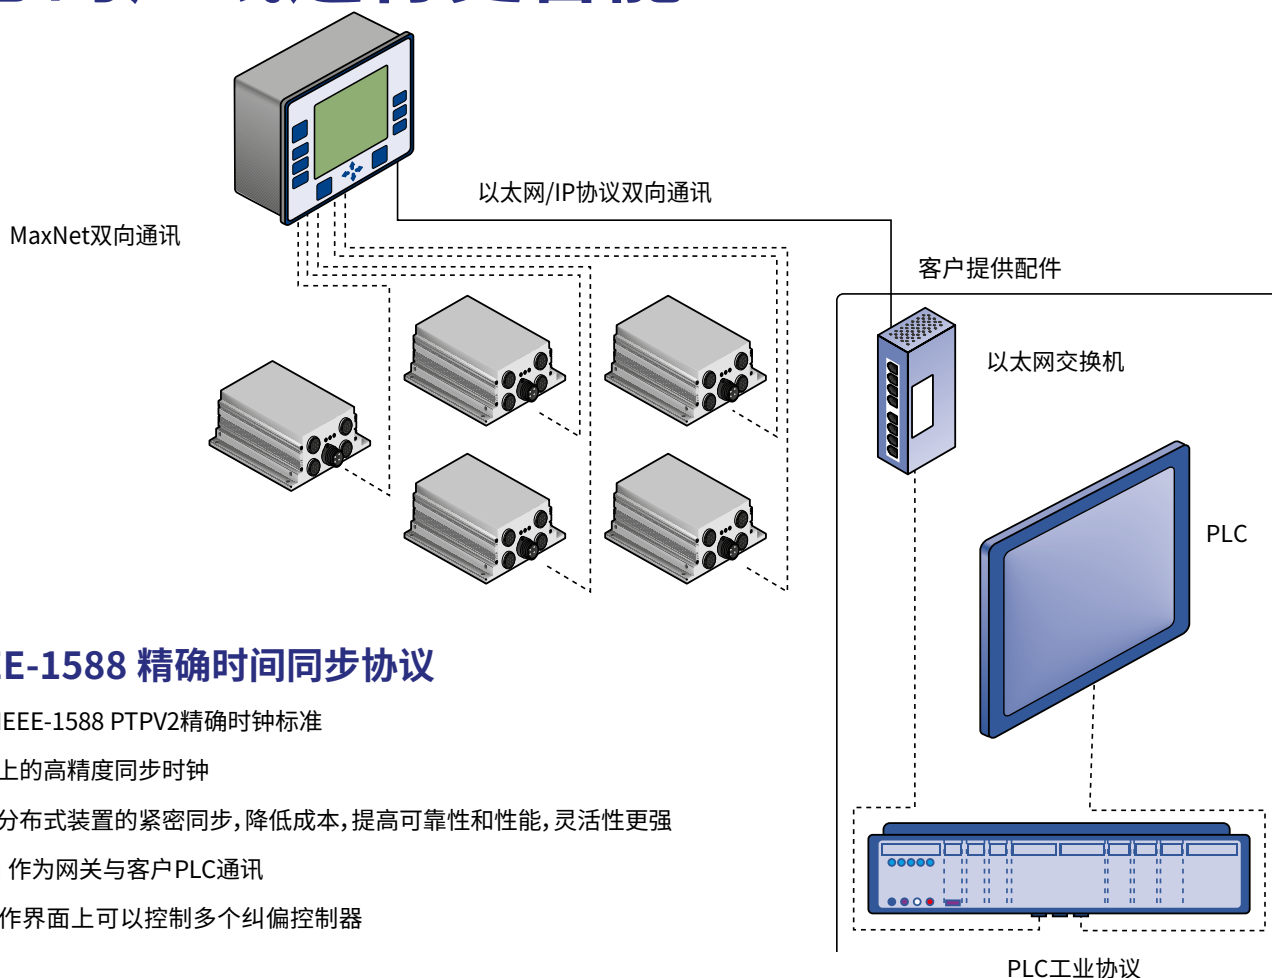 以太网/IP协议双向通讯
MaxNet双向通讯
客户提供配件
以太网交换机
PLC
E-1588 精确时间同步协议
IEEE-1588 PTPV2精确时钟标准
上的高精度同步时钟
分布式装置的紧密同步,降低成本,提高可靠性和性能,灵活性更强
作为网关与客户PLC通讯
作界面上可以控制多个纠偏控制器
PLC工业协议